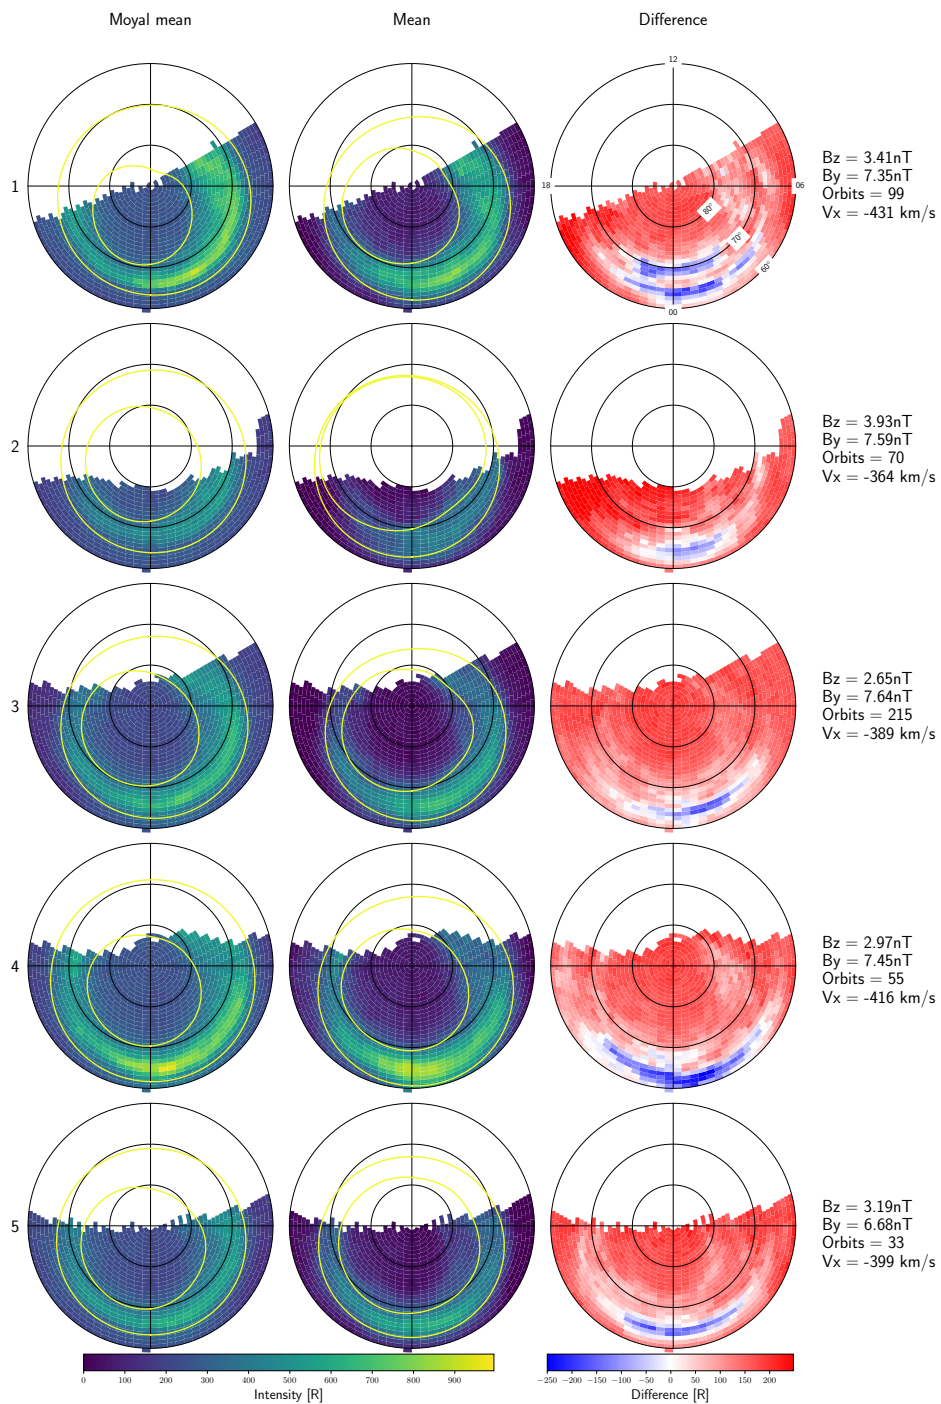 Moyal mean
Mean
Difference
12
1
18
06
80°
70°
60°
00
Bz = 3.41nT
By = 7.35nT
Orbits = 99
Vx = -431 km/s
2
Bz = 3.93nT
By = 7.59nT
Orbits = 70
Vx = -364 km/s
3
Bz = 2.65nT
By = 7.64nT
Orbits = 215
Vx = -389 km/s
4
Bz = 2.97nT
By = 7.45nT
Orbits = 55
Vx = -416 km/s
5
Bz = 3.19nT
By = 6.68nT
Orbits = 33
Vx = -399 km/s
0 100 200 300 400 500 600 700 800 900
Intensity [R]
−250 −200 −150 −100 −50 0 50 100 150 200
Difference [R]